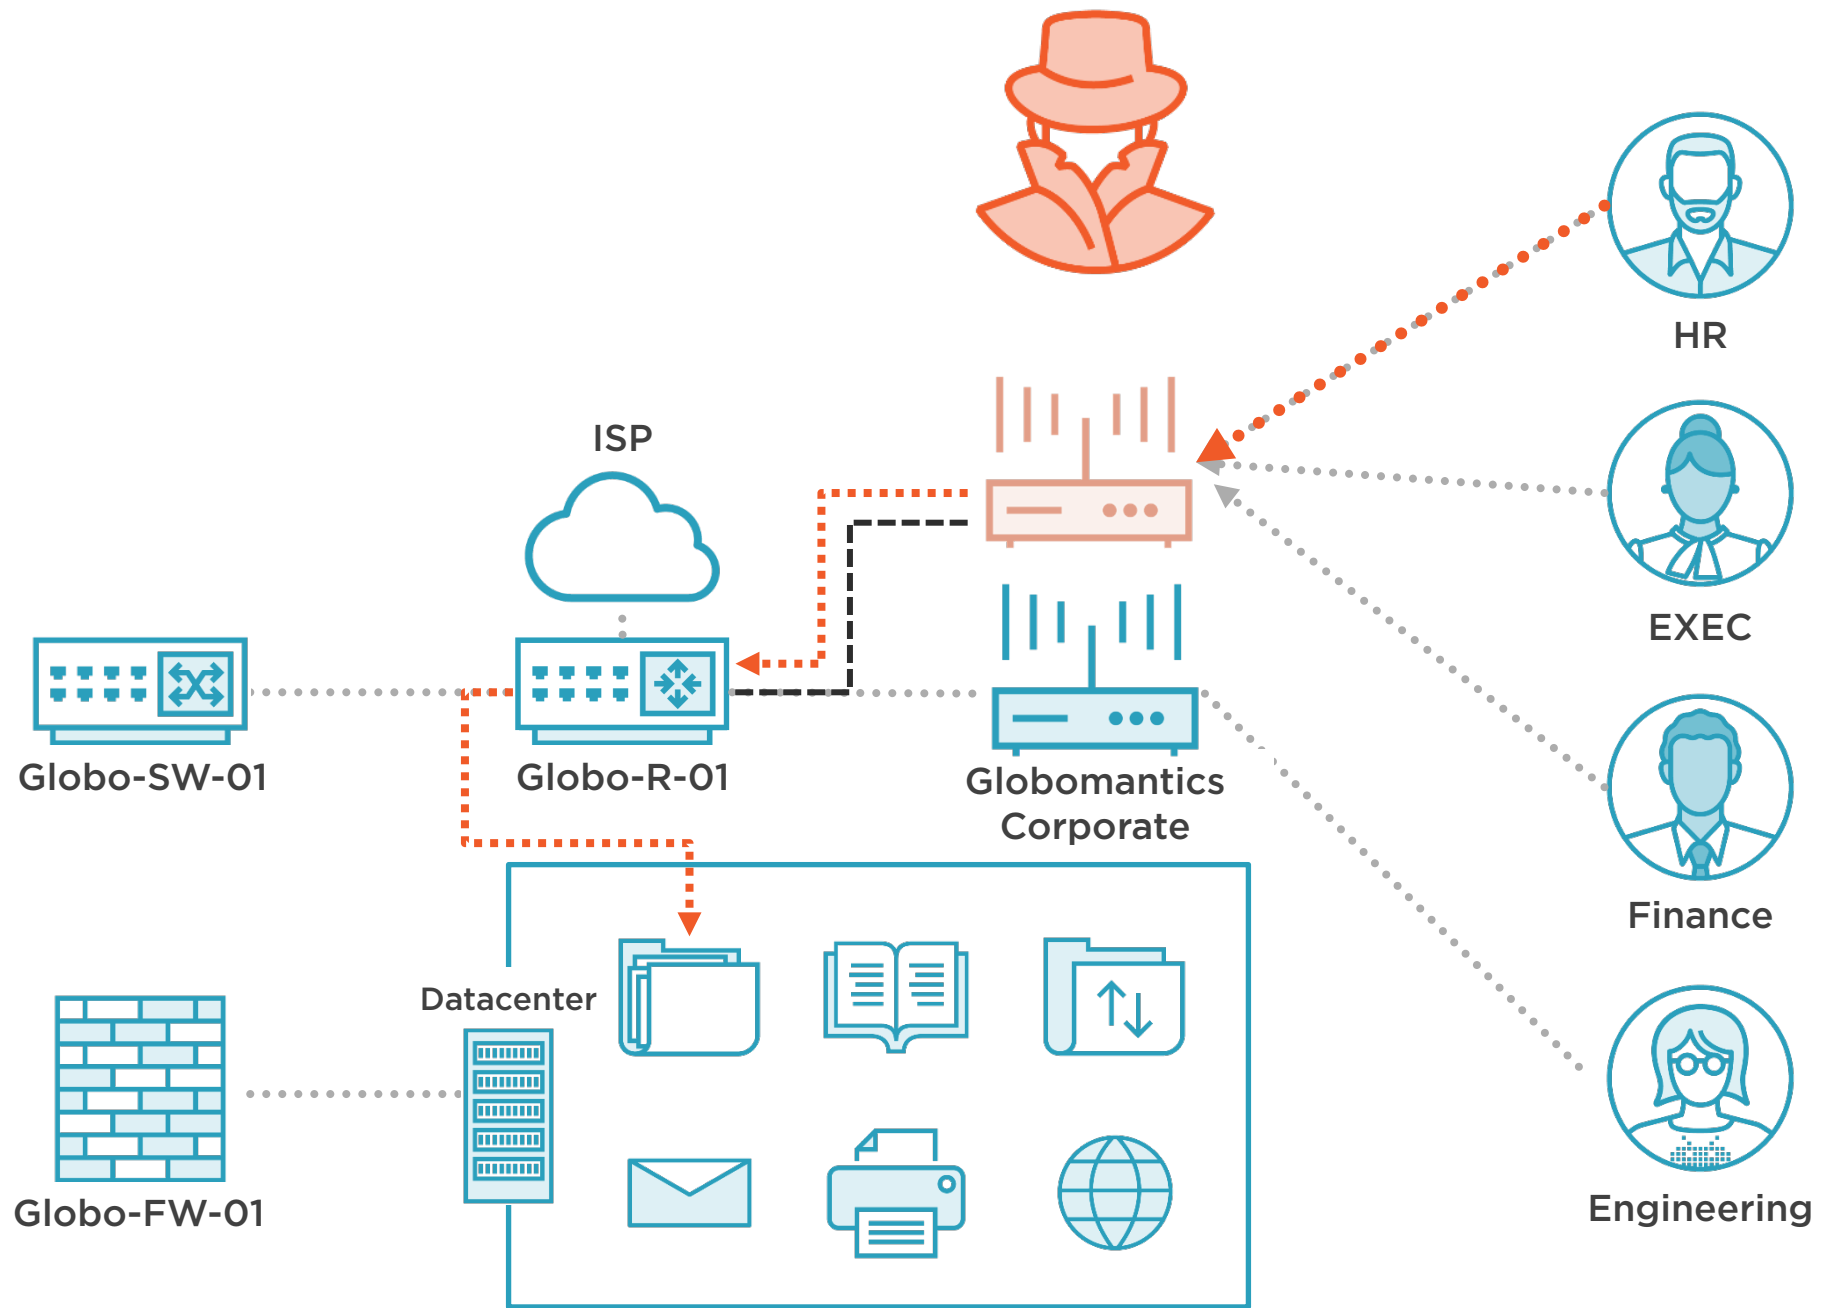 HR
ISP
EXEC
Globo-SW-01
Globo-R-01
Globomantics
Corporate
Finance
Datacenter
Globo-FW-01
Engineering